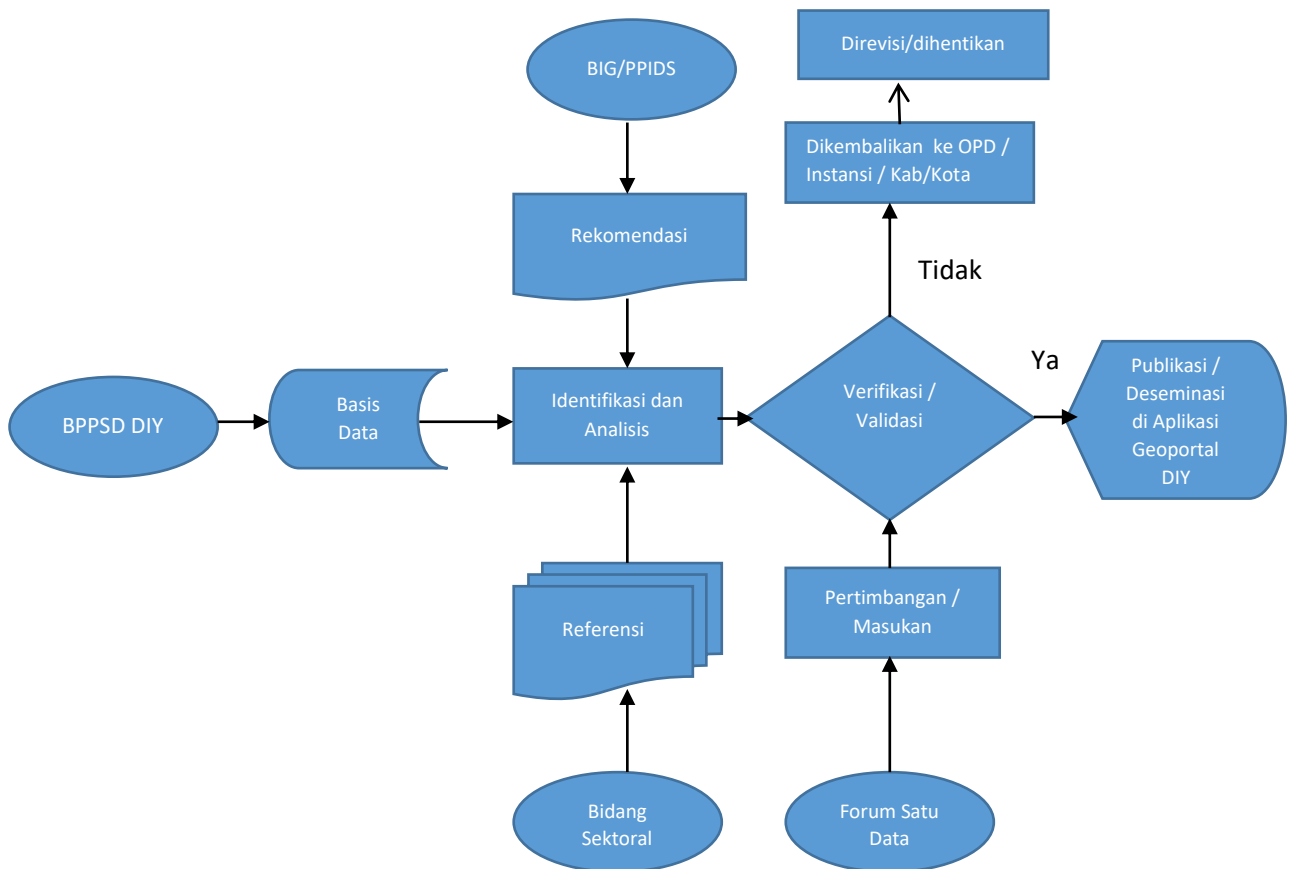 BIG/PPIDS
Direvisi/dihentikan
Dikembalikan ke OPD /
Instansi / Kab/Kota
Rekomendasi
Tidak
BPPSD DIY
Basis
Data
Identifikasi dan
Analisis
Verifikasi /
Validasi
Ya
Publikasi /
Deseminasi
di Aplikasi
Geoportal
DIY
Referensi
Pertimbangan /
Masukan
Bidang
Sektoral
Forum Satu
Data